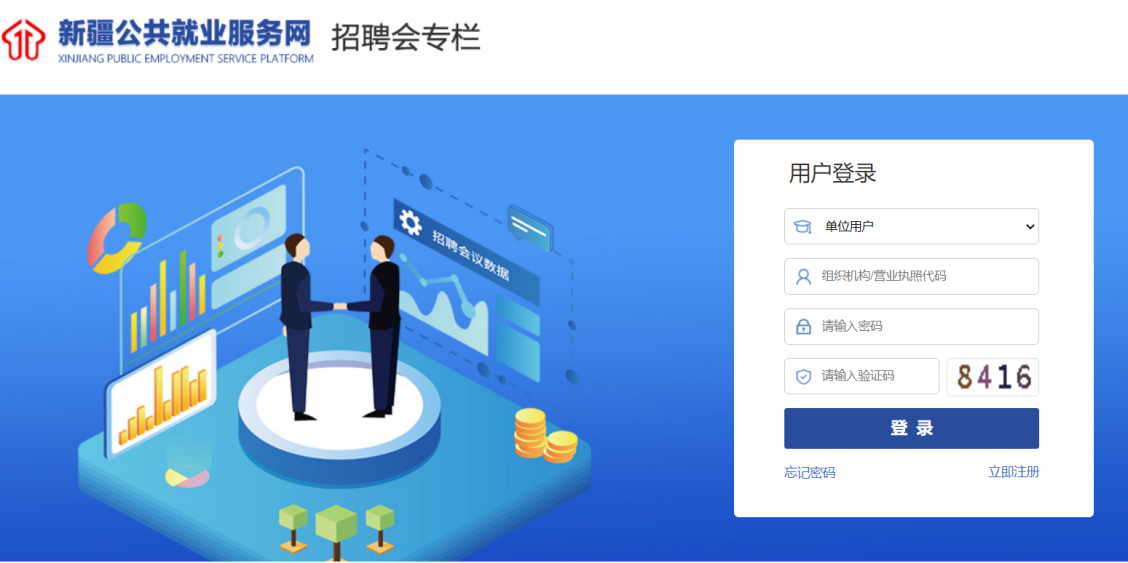 新疆公共就业服务网 招聘会专栏
XINJIANG PUBLIC EMPLOYMENT SERVICE PLATFORM
招聘会议数据
用户登录
单位用户
组织机构/营业执照代码
请输入密码
请输入验证码 8416
登 录
忘记密码 立即注册